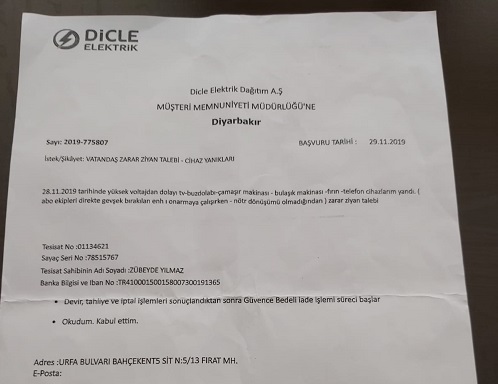 DİCLE
ELEKTRİK
Dicle Elektrik Dağıtım A.Ş
MÜŞTERİ MEMNUNİYETİ MÜDÜRLÜĞÜ'NE
Diyarbakır
Sayı: 2019-775807 BAŞVURU TARİHİ : 29.11.2019
İstek/Şikâyet: VATANDAŞ ZARAR ZİYAN TALEBİ - CİHAZ YANIKLARI
28.11.2019 tarihinde yüksek voltajdan dolayı tv-buzdolabı-çamaşır makinası - bulaşık makinası -fırın -telefon cihazlarım yandı. (
abo ekipleri direkte gevşek bırakılan enh ı onarmaya çalışırken - nötr dönüşümü olmadığından ) zarar ziyan talebi
Tesisat No :01134621
Sayaç Seri No :78515767
Tesisat Sahibinin Adı Soyadı :ZÜBEYDE YILMAZ
Banka Bilgisi ve Iban No :TR410001500158007300191365
• Devir, tahliye ve iptal işlemleri sonuçlandıktan sonra Güvence Bedeli iade işlemi süreci başlar
• Okudum. Kabul ettim.
Adres :URFA BULVARI BAHÇEKENT5 SİT N:5/13 FIRAT MH.
E-Posta: